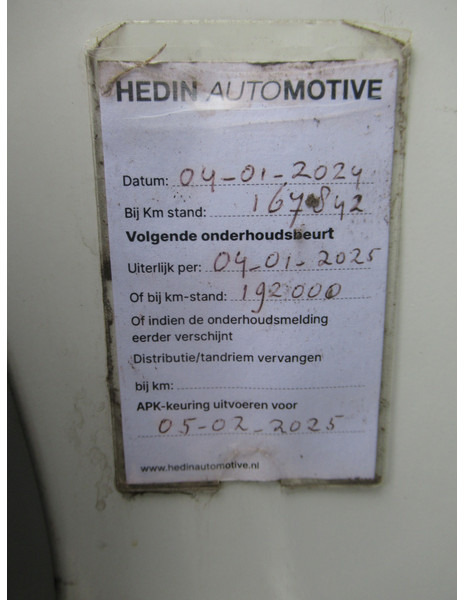 HEDIN AUTOMOTIVE
Datum: 04-01-2024
Bij Km stand: 167842
Volgende onderhoudsbeurt
Uiterlijk per: 04-01-2025
Of bij km-stand: 192000
Of indien de onderhoudsmelding
eerder verschijnt
Distributie/tandriem vervangen
bij km:
APK-keuring uitvoeren voor
05-02-2025
www.hedinautomotive.nl